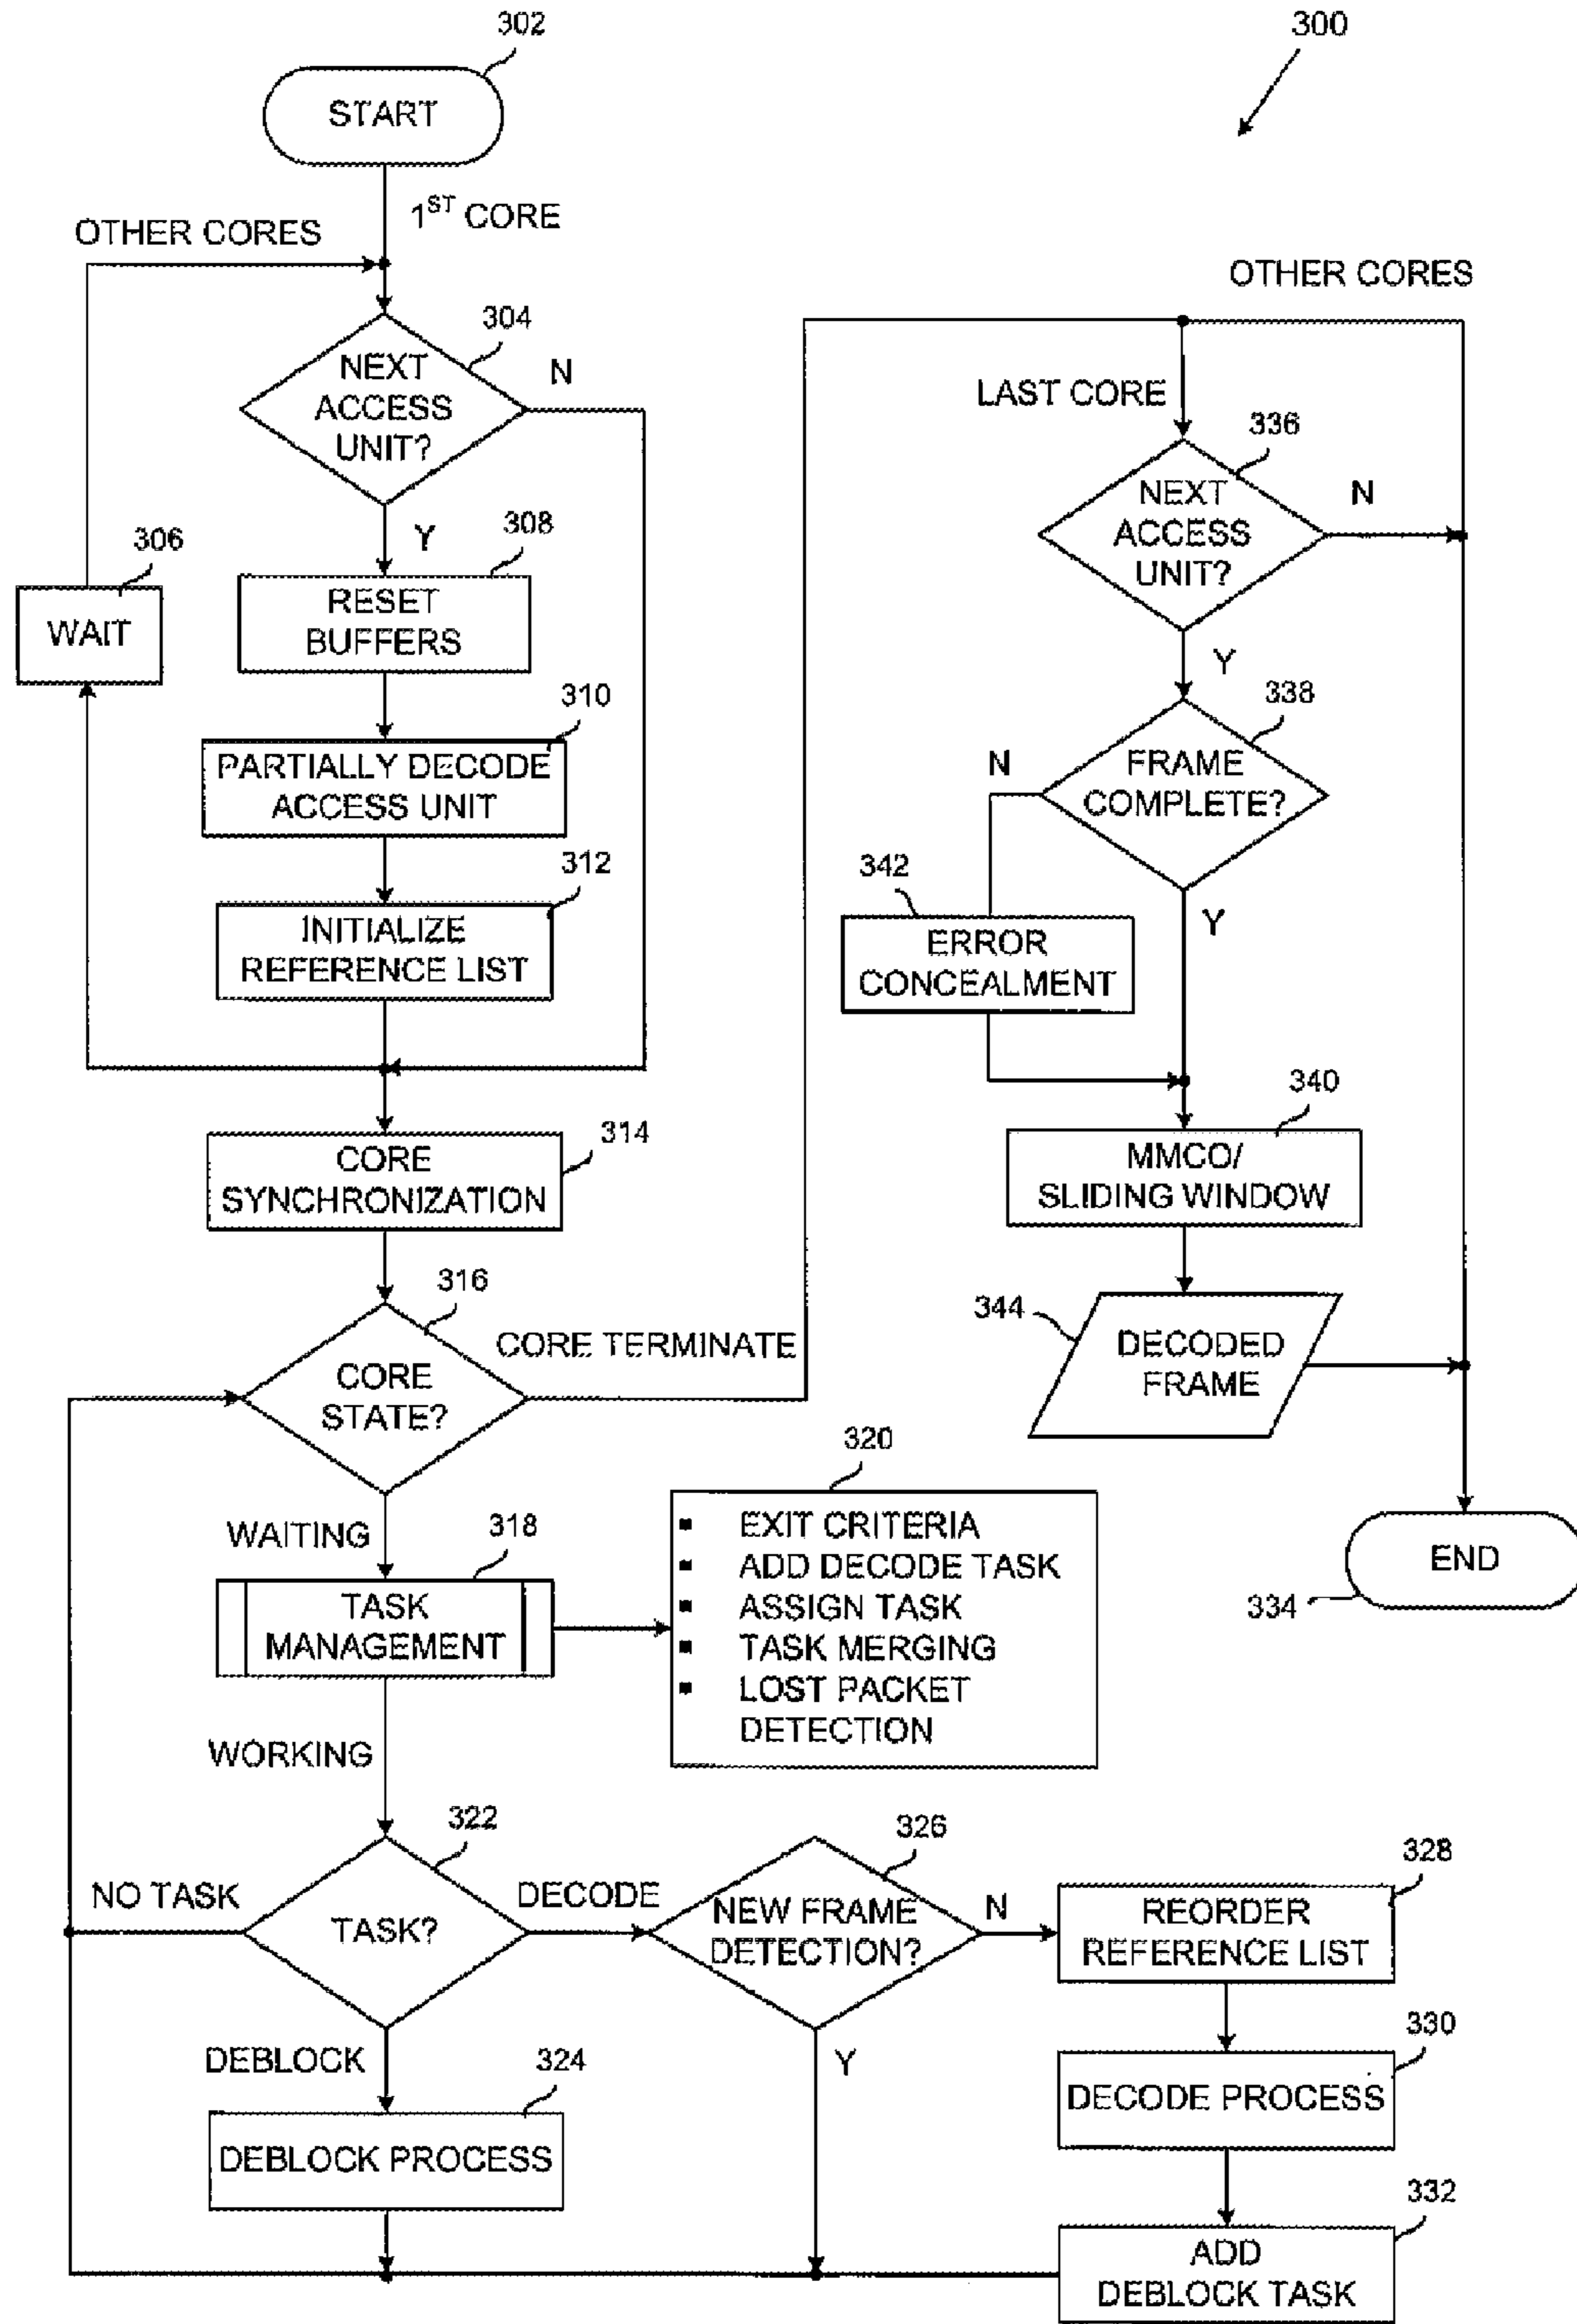 302
START
300
1ST CORE
OTHER CORES
304
NEXT
ACCESS
UNIT?
N
Y
306
WAIT
308
RESET
BUFFERS
310
PARTIALLY DECODE
ACCESS UNIT
312
INITIALIZE
REFERENCE LIST
314
CORE
SYNCHRONIZATION
316
CORE
STATE?
CORE TERMINATE
WAITING
318
TASK
MANAGEMENT
320
▪ EXIT CRITERIA
▪ ADD DECODE TASK
▪ ASSIGN TASK
▪ TASK MERGING
▪ LOST PACKET
DETECTION
WORKING
322
TASK?
NO TASK
DECODE
DEBLOCK
324
DEBLOCK PROCESS
326
NEW FRAME
DETECTION?
N
Y
328
REORDER
REFERENCE LIST
330
DECODE PROCESS
332
ADD
DEBLOCK TASK
OTHER CORES
LAST CORE
336
NEXT
ACCESS
UNIT?
N
Y
338
FRAME
COMPLETE?
N
Y
342
ERROR
CONCEALMENT
340
MMCO/
SLIDING WINDOW
344
DECODED
FRAME
END
334